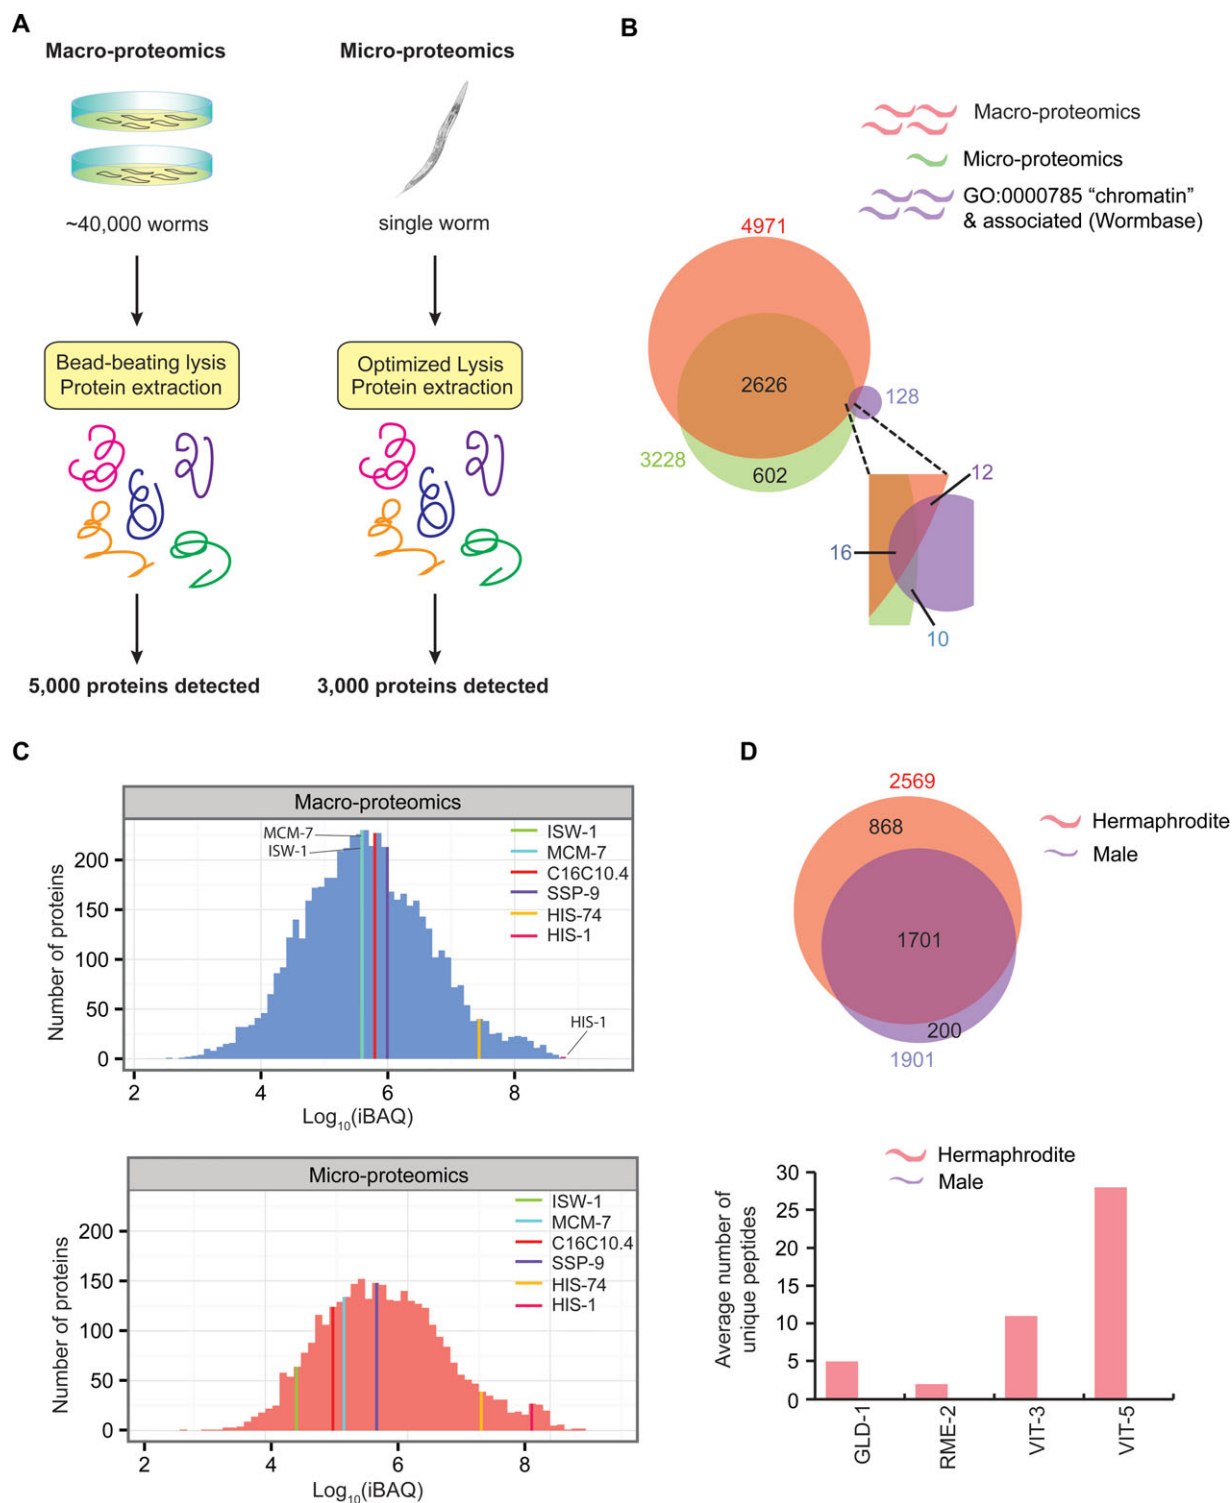 A
Macro-proteomics
Micro-proteomics
~40,000 worms
single worm
Bead-beating lysis
Protein extraction
Optimized Lysis
Protein extraction
5,000 proteins detected
3,000 proteins detected
B
Macro-proteomics
Micro-proteomics
GO:0000785 “chromatin”
& associated (Wormbase)
4971
2626
128
3228
602
12
16
10
C
Macro-proteomics
MCM-7
ISW-1
ISW-1
MCM-7
C16C10.4
SSP-9
HIS-74
HIS-1
HIS-1
Number of proteins
200
150
100
50
0
2
4
6
8
Log10(iBAQ)
Micro-proteomics
ISW-1
MCM-7
C16C10.4
SSP-9
HIS-74
HIS-1
Number of proteins
200
150
100
50
0
2
4
6
8
Log10(iBAQ)
D
2569
868
1701
200
1901
Hermaphrodite
Male
Hermaphrodite
Male
Average number of
unique peptides
30
25
20
15
10
5
0
GLD-1
RME-2
VIT-3
VIT-5